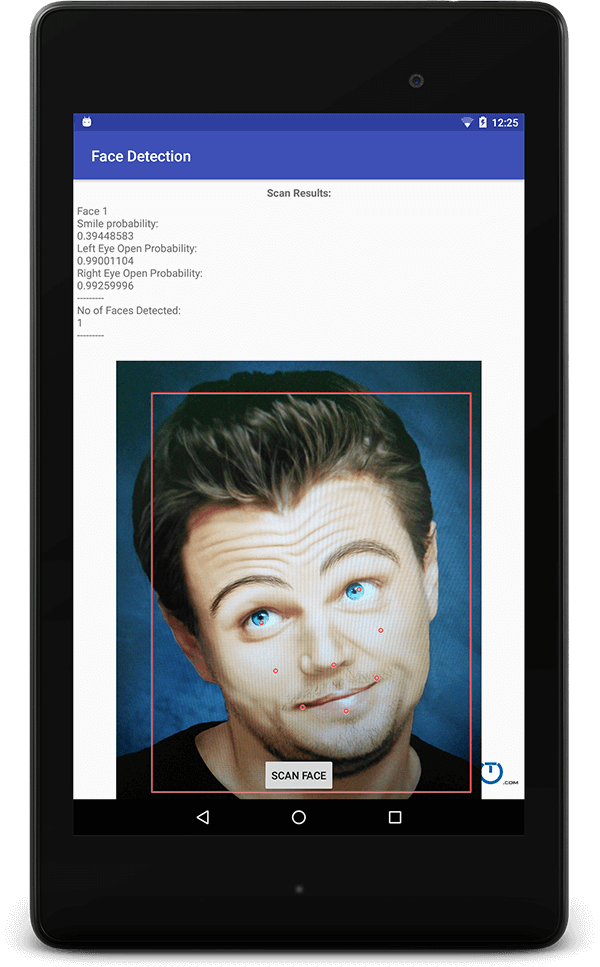 12:25
Face Detection
Scan Results:
Face 1
Smile probability:
0.39448583
Left Eye Open Probability:
0.99001104
Right Eye Open Probability:
0.99259996
---------
No of Faces Detected:
1
---------
SCAN FACE
.COM